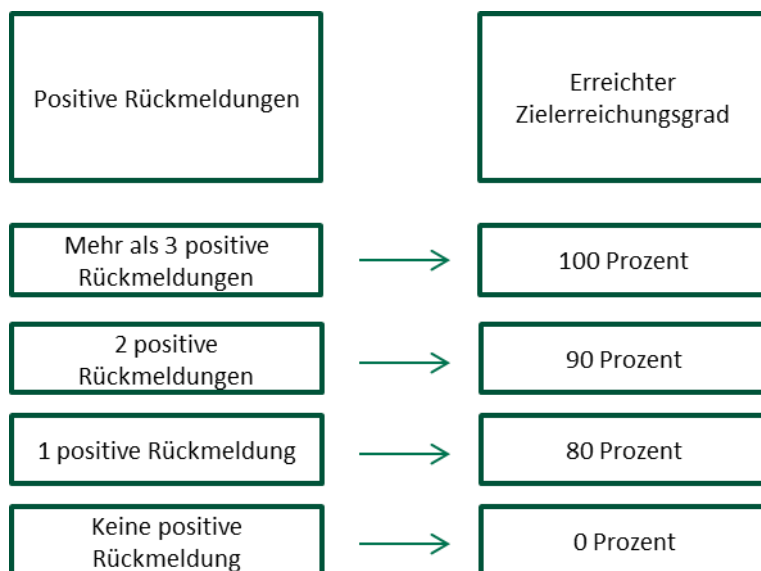 Positive Rückmeldungen
Erreichter
Zielerreichungsgrad
Mehr als 3 positive
Rückmeldungen
100 Prozent
2 positive
Rückmeldungen
90 Prozent
1 positive Rückmeldung
80 Prozent
Keine positive
Rückmeldung
0 Prozent